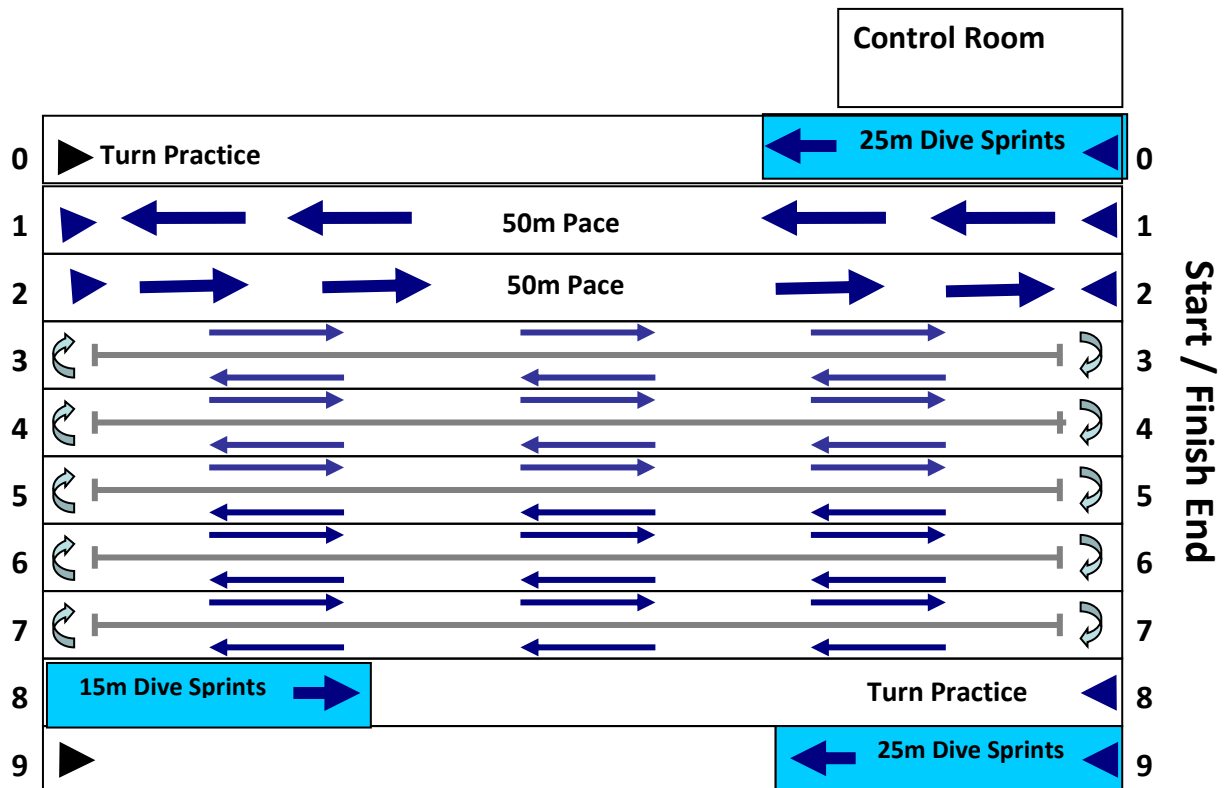 Control Room
0 Turn Practice 25m Dive Sprints 0
1 50m Pace 1
2 50m Pace 2
3 3
4 4
5 5
6 6
7 7
8 15m Dive Sprints Turn Practice 8
9 25m Dive Sprints 9
Start / Finish End